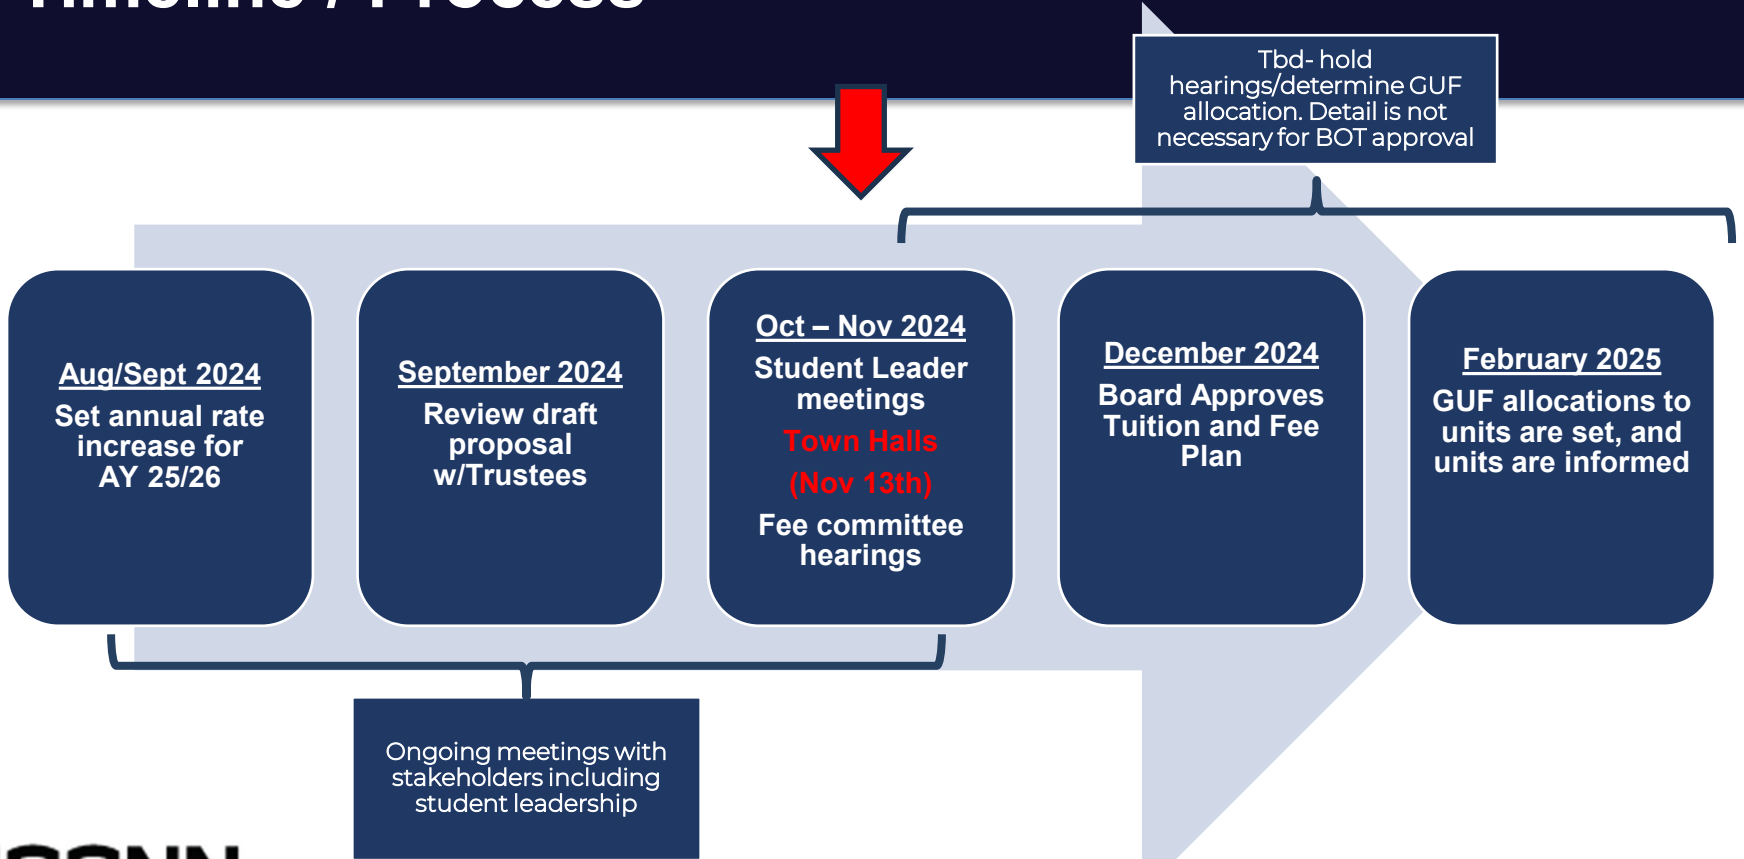 Timeline / Process
Tbd- hold
hearings/determine GUF
allocation. Detail is not
necessary for BOT approval
Aug/Sept 2024
Set annual rate
increase for
AY 25/26
September 2024
Review draft
proposal
w/Trustees
Oct – Nov 2024
Student Leader
meetings
Town Halls
(Nov 13th)
Fee committee
hearings
December 2024
Board Approves
Tuition and Fee
Plan
February 2025
GUF allocations to
units are set, and
units are informed
Ongoing meetings with
stakeholders including
student leadership